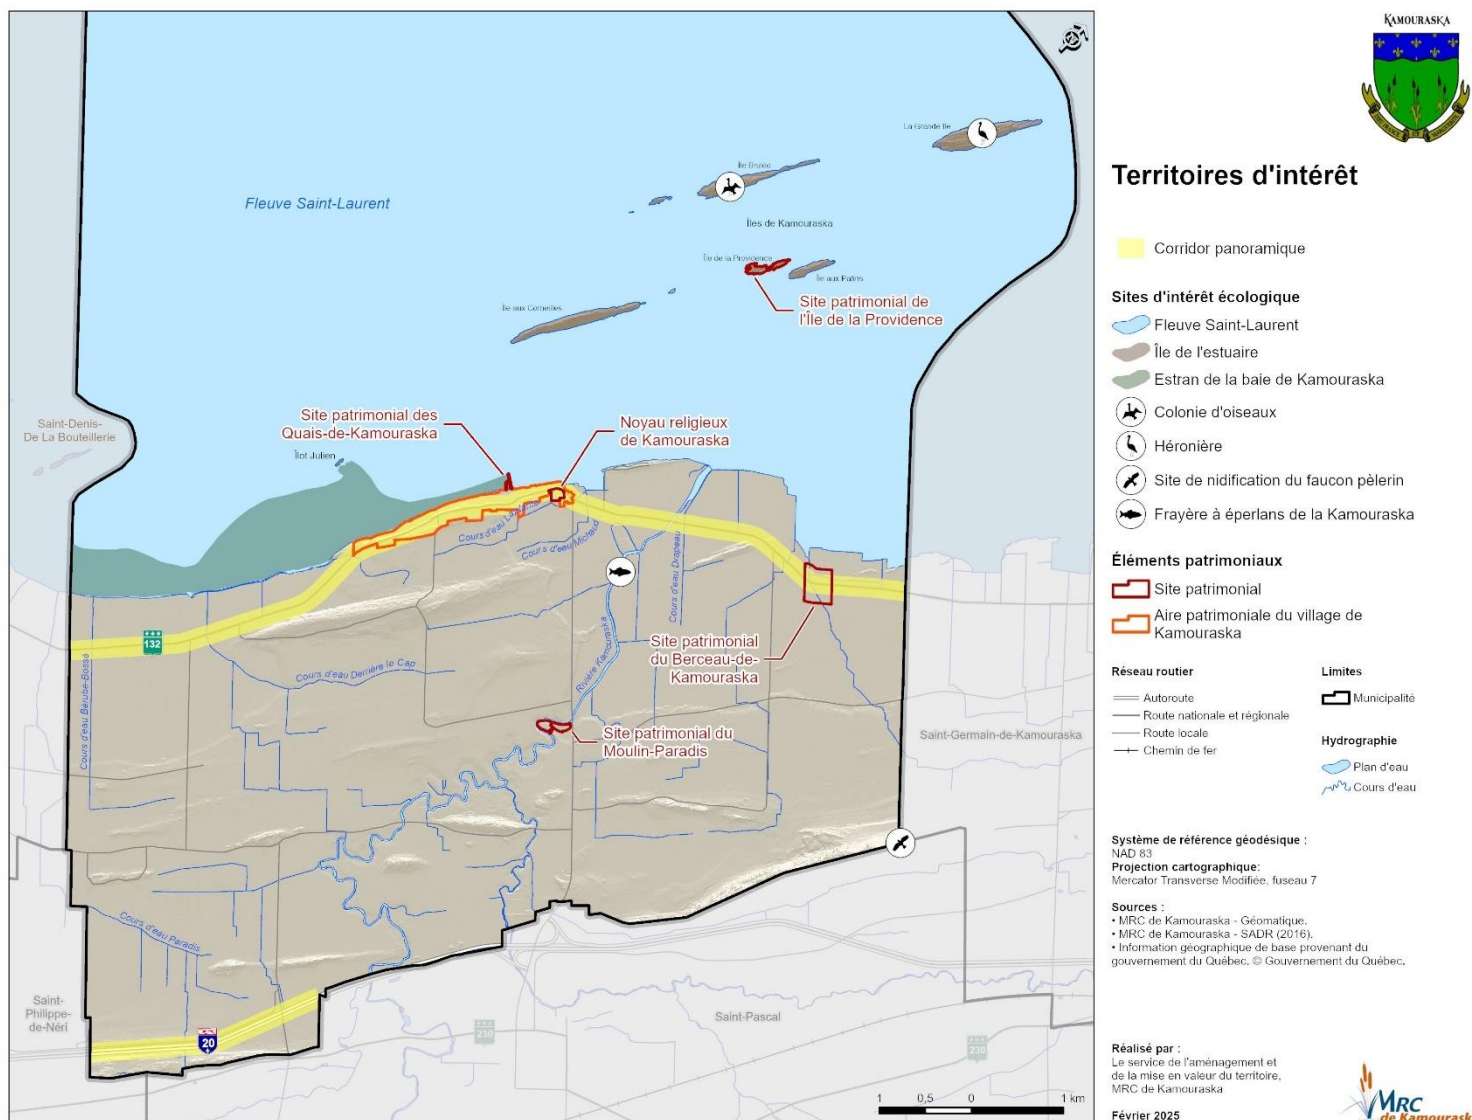 Fleuve Saint-Laurent
La Grande Île
Île Brulée
Îles de Kamouraska
Île de la Providence
Île aux Patins
Site patrimonial de
l'Île de la Providence
Île aux Corneilles
Saint-Denis-
De La Bouteillerie
Site patrimonial des
Quais-de-Kamouraska
Noyau religieux
de Kamouraska
Îlot Julien
Cours d'eau Michaud
Cours d'eau Drapeau
132
Cours d'eau Bérubé-Bossé
Cours d'eau Derrière le Cap
Rivière Kamouraska
Site patrimonial
du Berceau-de-
Kamouraska
Site patrimonial du
Moulin-Paradis
Saint-Germain-de-Kamouraska
Cours d'eau Paradis
Saint-
Philippe-
de-Néri
20
230
Saint-Pascal
230
1 0,5 0 1 km
KAMOURASKA
Territoires d'intérêt
Corridor panoramique
Sites d'intérêt écologique
Fleuve Saint-Laurent
Île de l'estuaire
Estran de la baie de Kamouraska
Colonie d'oiseaux
Héronière
Site de nidification du faucon pèlerin
Frayère à éperlans de la Kamouraska
Éléments patrimoniaux
Site patrimonial
Aire patrimoniale du village de
Kamouraska
Réseau routier
Autoroute
Route nationale et régionale
Route locale
Chemin de fer
Limites
Municipalité
Hydrographie
Plan d'eau
Cours d'eau
Système de référence géodésique :
NAD 83
Projection cartographique:
Mercator Transverse Modifiée, fuseau 7
Sources :
• MRC de Kamouraska - Géomatique.
• MRC de Kamouraska - SADR (2016).
• Information géographique de base provenant du
gouvernement du Québec. © Gouvernement du Québec.
Réalisé par :
Le service de l'aménagement et
de la mise en valeur du territoire,
MRC de Kamouraska
Février 2025
MRC
de Kamouraska